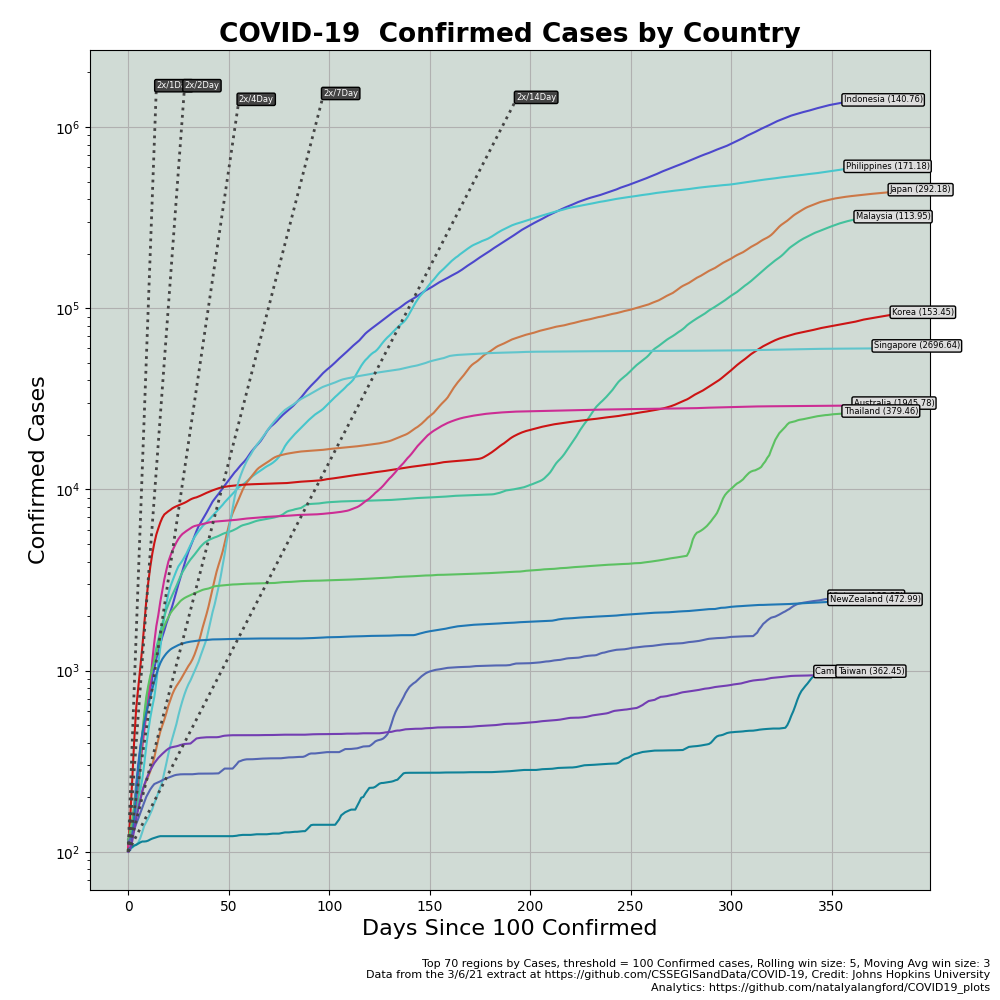 COVID-19 Confirmed Cases by Country
2x/1D
2x/2Day
2x/4Day
2x/7Day
2x/14Day
Indonesia (140.76)
Philippines (171.18)
Japan (292.18)
Malaysia (113.95)
Korea (153.45)
Singapore (2696.64)
Australia (1945.78)
Thailand (379.46)
NewZealand (472.99)
Cam
Taiwan (362.45)
Confirmed Cases
10^6
10^5
10^4
10^3
10^2
0 50 100 150 200 250 300 350
Days Since 100 Confirmed
Top 70 regions by Cases, threshold = 100 Confirmed cases, Rolling win size: 5, Moving Avg win size: 3
Data from the 3/6/21 extract at https://github.com/CSSEGISandData/COVID-19, Credit: Johns Hopkins University
Analytics: https://github.com/natalyalangford/COVID19_plots